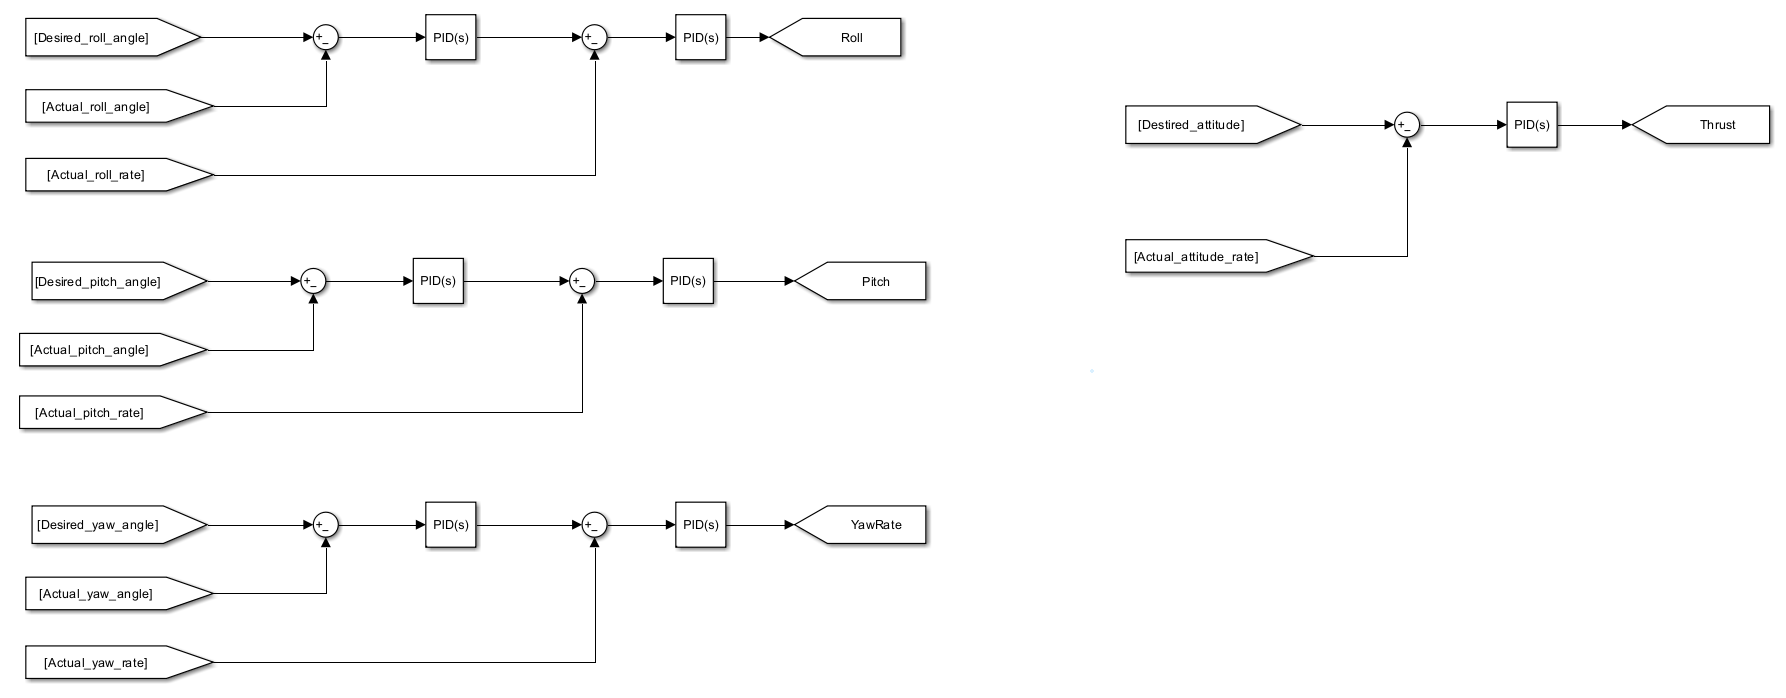 [Desired_roll_angle]
+_
PID(s)
+_
PID(s)
Roll
[Actual_roll_angle]
[Actual_roll_rate]
[Desired_pitch_angle]
+_
PID(s)
+_
PID(s)
Pitch
[Actual_pitch_angle]
[Actual_pitch_rate]
[Desired_yaw_angle]
+_
PID(s)
+_
PID(s)
YawRate
[Actual_yaw_angle]
[Actual_yaw_rate]
[Destired_attitude]
+_
PID(s)
Thrust
[Actual_attitude_rate]